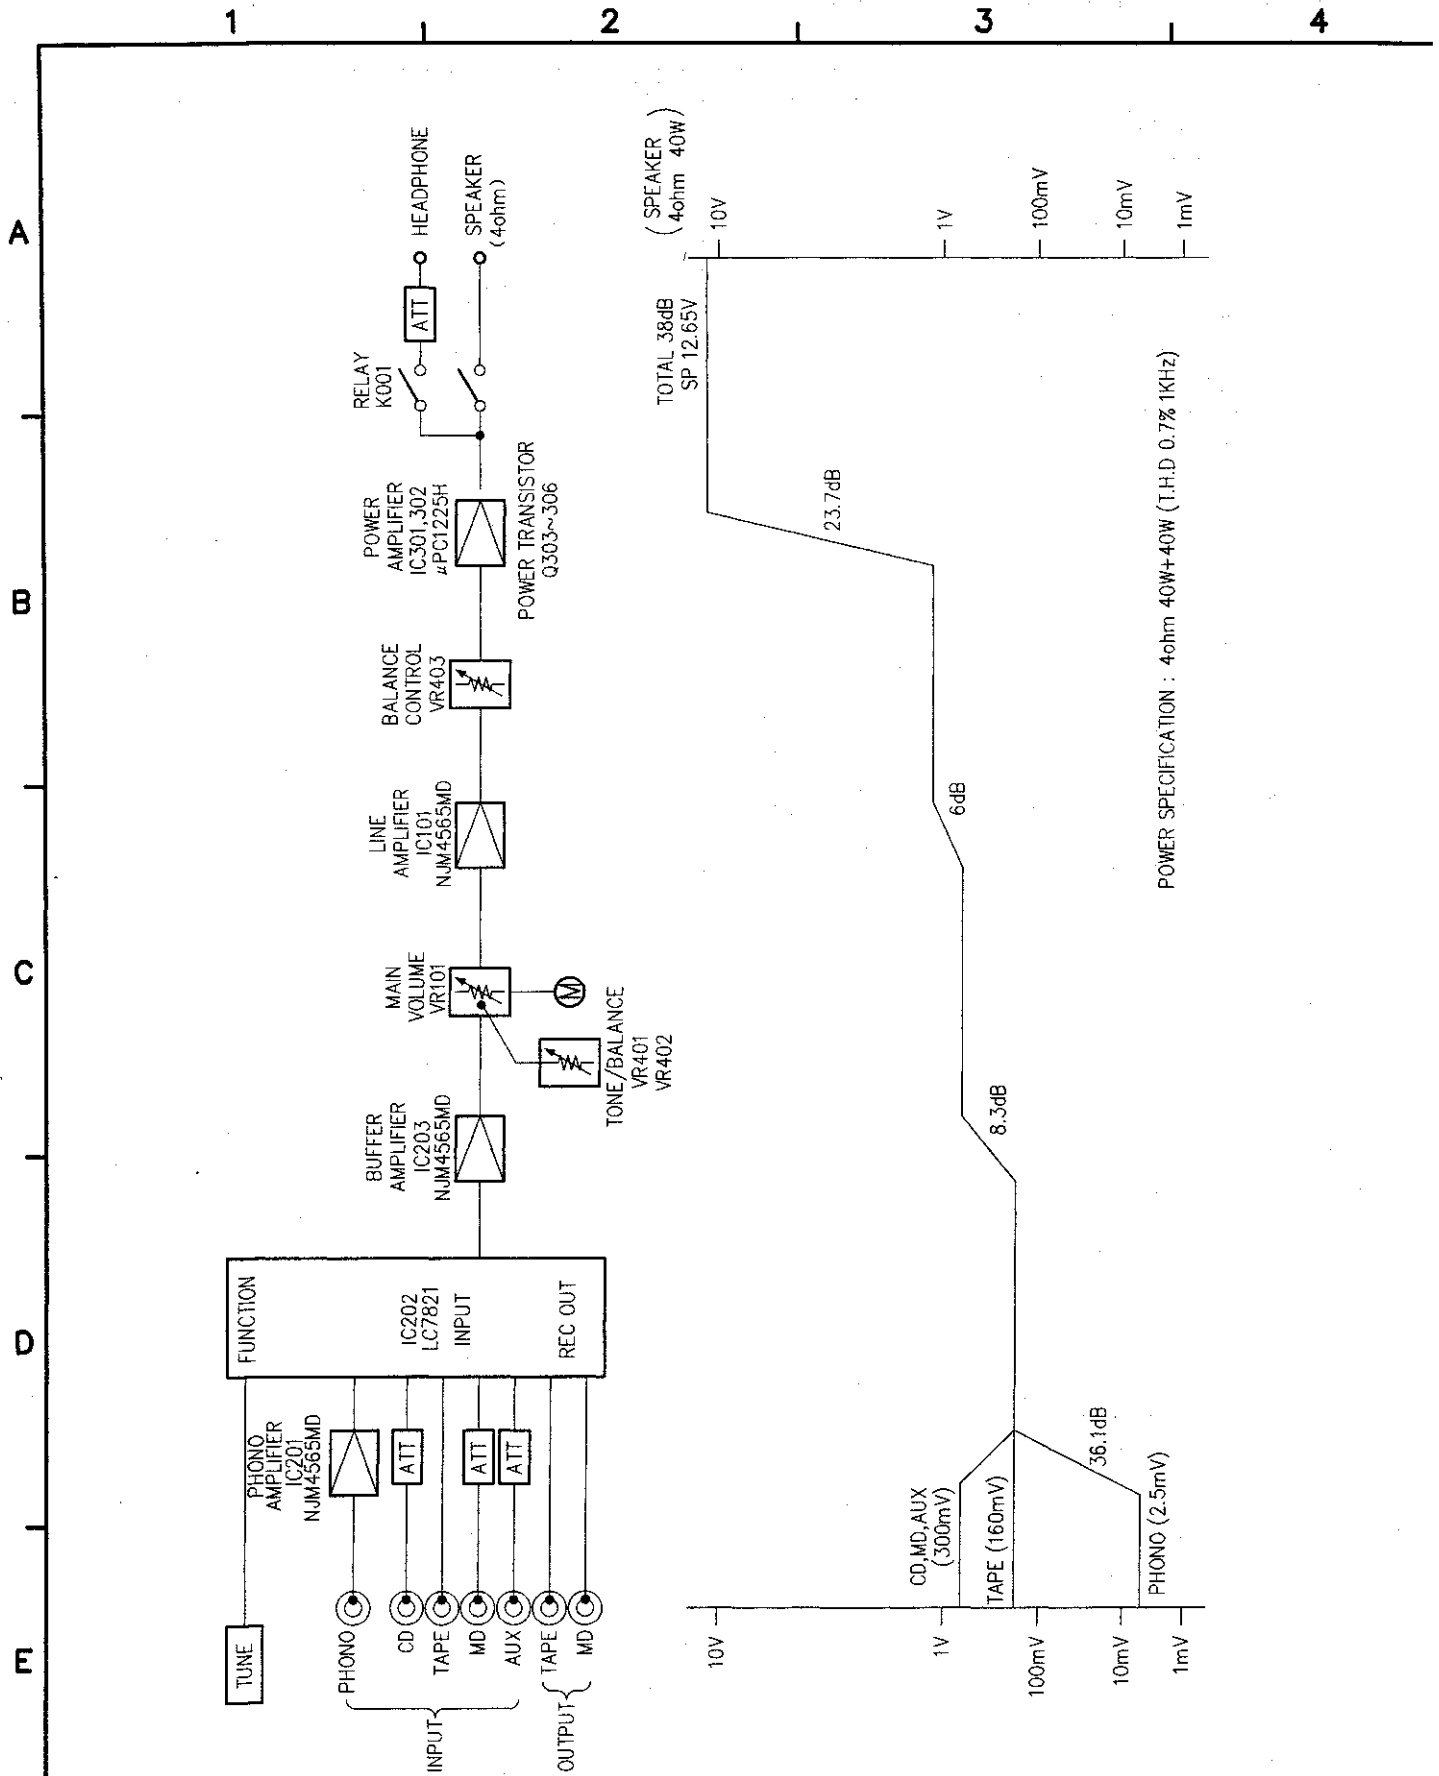 1
2
3
4
A
B
C
D
E
HEADPHONE
SPEAKER
(4ohm)
ATT
RELAY
K001
POWER
AMPLIFIER
IC301,302
µPC1225H
POWER TRANSISTOR
Q303~306
BALANCE
CONTROL
VR403
LINE
AMPLIFIER
IC101
NJM4565MD
MAIN
VOLUME
VR101
M
TONE/BALANCE
VR401
VR402
BUFFER
AMPLIFIER
IC203
NJM4565MD
FUNCTION
IC202
LC7821
INPUT
REC OUT
PHONO
AMPLIFIER
IC201
NJM4565MD
ATT
ATT
ATT
TUNE
PHONO
CD
TAPE
MD
AUX
TAPE
MD
INPUT
OUTPUT
(SPEAKER
4ohm 40W)
10V
1V
100mV
10mV
1mV
TOTAL 38dB
SP 12.65V
23.7dB
6dB
8.3dB
36.1dB
CD,MD,AUX
(300mV)
TAPE (160mV)
PHONO (2.5mV)
10V
1V
100mV
10mV
1mV
POWER SPECIFICATION : 4ohm 40W+40W (T.H.D 0.7% 1KHz)